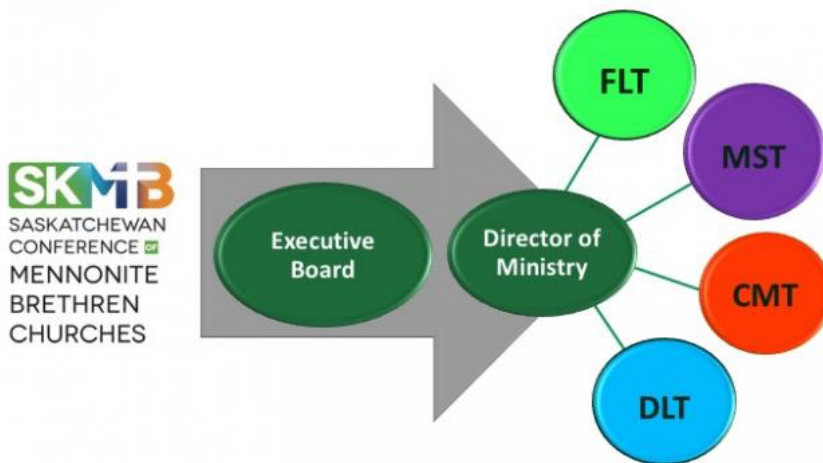 SKMB
SASKATCHEWAN
CONFERENCE OF
MENNONITE
BRETHREN
CHURCHES
Executive
Board
Director of
Ministry
FLT
MST
CMT
DLT